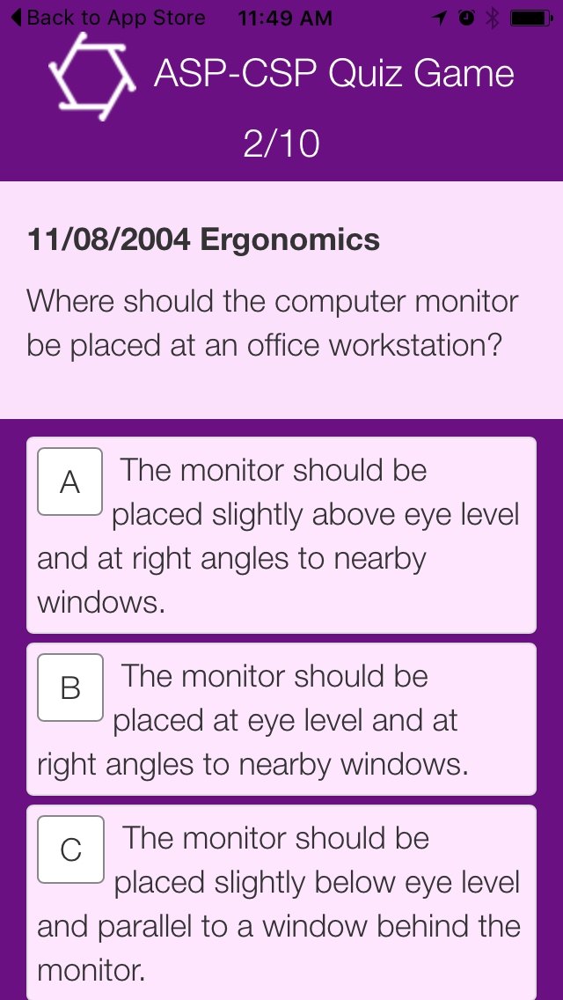 Back to App Store 11:49 AM
ASP-CSP Quiz Game
2/10
11/08/2004 Ergonomics
Where should the computer monitor
be placed at an office workstation?
A The monitor should be
placed slightly above eye level
and at right angles to nearby
windows.
B The monitor should be
placed at eye level and at
right angles to nearby windows.
C The monitor should be
placed slightly below eye level
and parallel to a window behind the
monitor.